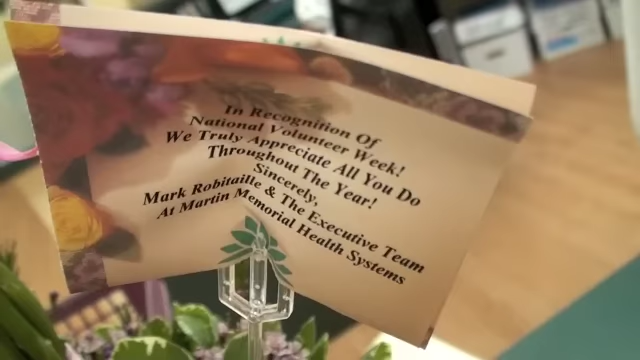 In Recognition Of
National Volunteer Week!
We Truly Appreciate All You Do
Throughout The Year!
Sincerely,
Mark Robitaille & The Executive Team
At Martin Memorial Health Systems